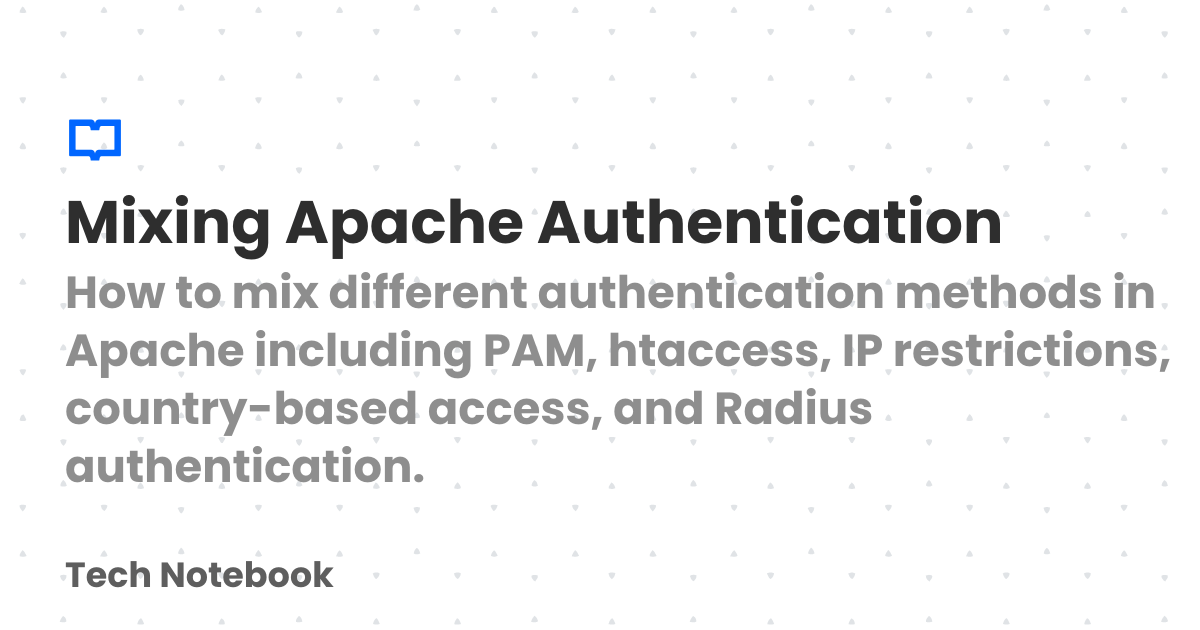 Mixing Apache Authentication
How to mix different authentication methods in
Apache including PAM, htaccess, IP restrictions,
country-based access, and Radius
authentication.
Tech Notebook